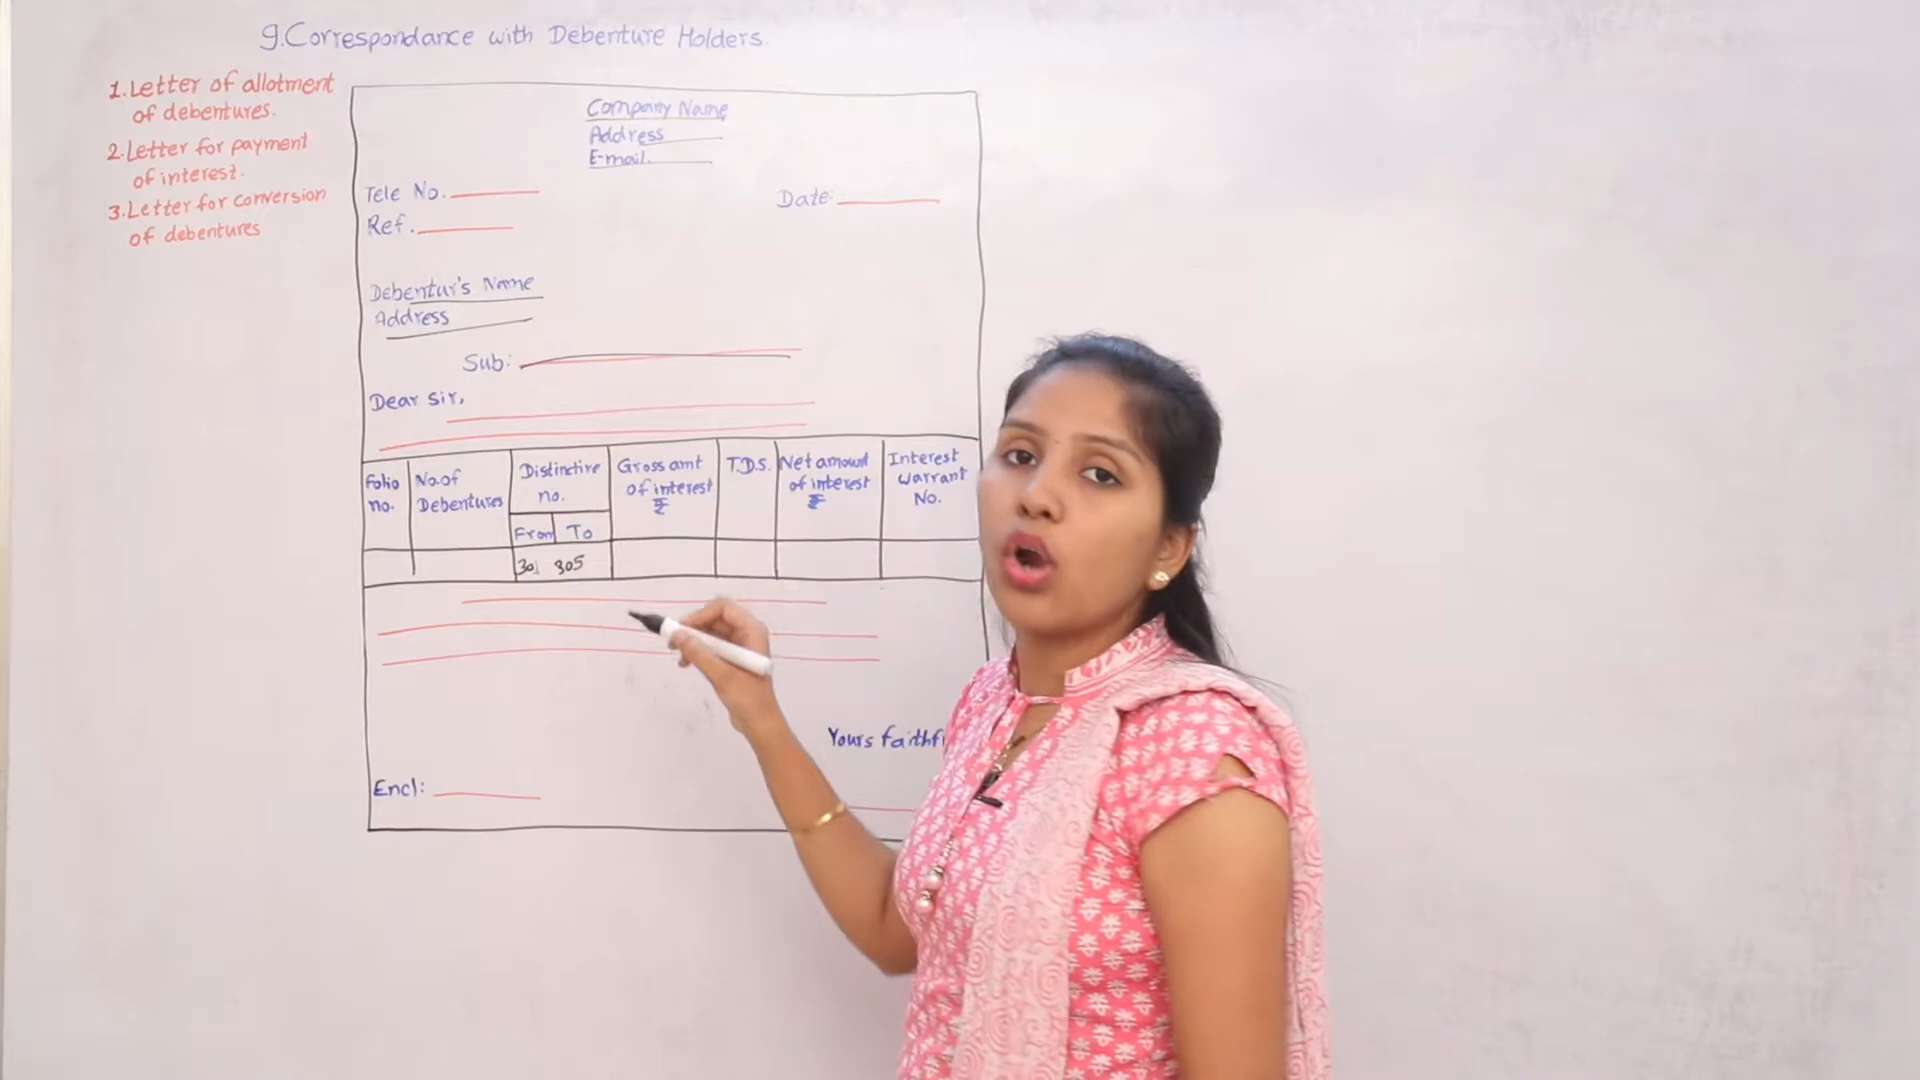 9.Correspondance with Debenture Holders.
1.Letter of allotment
of debentures.
2.Letter for payment
of interest.
3.Letter for conversion
of debentures
Company Name
Address
E-mail.
Tele No.
Date:
Ref.
Debentur's Name
Address
Sub:
Dear Sir,
Folio no.
No.of Debentures
Distinctive no.
From To
Gross amt of interest ₹
T.D.S.
Net amount of interest ₹
Interest Warrant No.
301 305
Yours faithf
Encl: